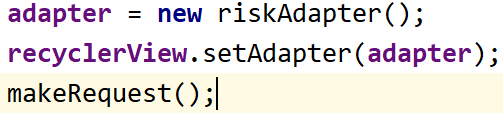 adapter = new riskAdapter();
recyclerView.setAdapter(adapter);
makeRequest();